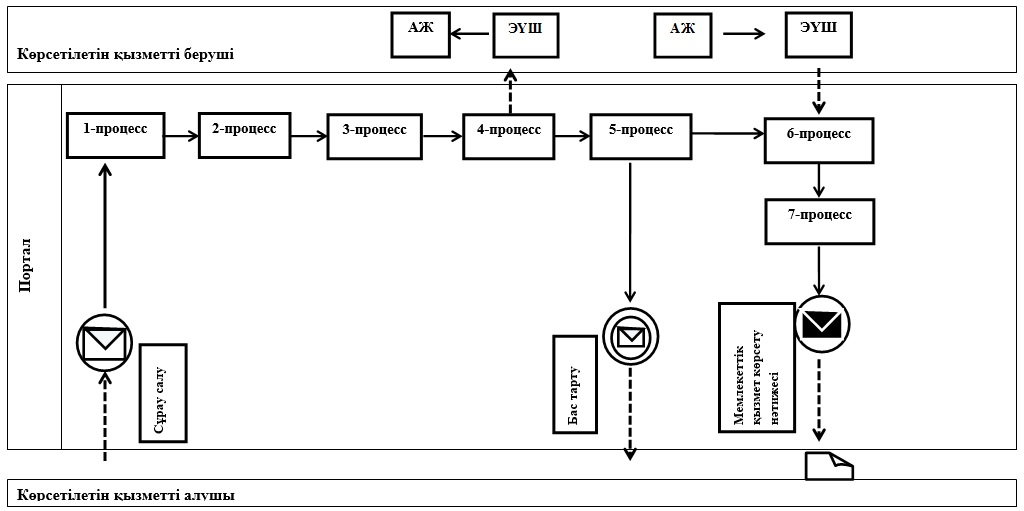 АЖ
ЭҮШ
АЖ
ЭҮШ
Көрсетілетін қызметті беруші
1-процесс
2-процесс
3-процесс
4-процесс
5-процесс
6-процесс
7-процесс
Портал
Сұрау салу
Бас тарту
Мемлекеттік
қызмет көрсету
нәтижесі
Көрсетілетін қызметті алушы